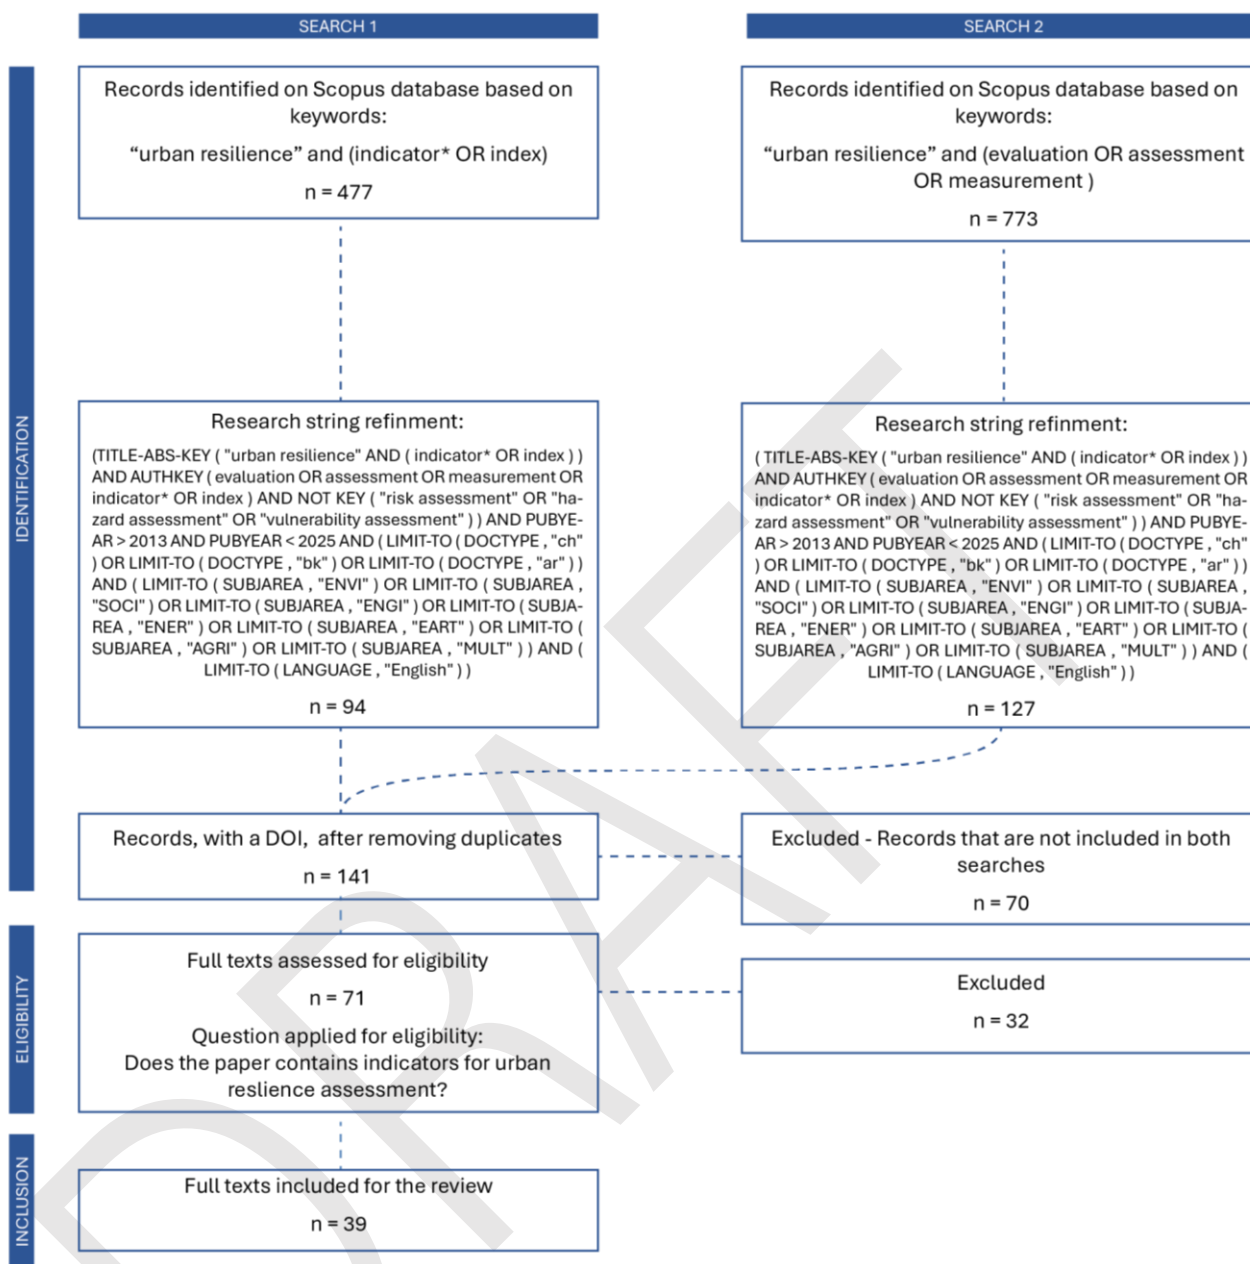 SEARCH 1
SEARCH 2
IDENTIFICATION
Records identified on Scopus database based on
keywords:
“urban resilience” and (indicator* OR index)
n = 477
Records identified on Scopus database based on
keywords:
“urban resilience” and (evaluation OR assessment
OR measurement )
n = 773
Research string refinment:
(TITLE-ABS-KEY ( "urban resilience" AND ( indicator* OR index ) )
AND AUTHKEY ( evaluation OR assessment OR measurement OR
indicator* OR index ) AND NOT KEY ( "risk assessment" OR "ha-
zard assessment" OR "vulnerability assessment" ) ) AND PUBYE-
AR > 2013 AND PUBYEAR < 2025 AND ( LIMIT-TO ( DOCTYPE , "ch"
) OR LIMIT-TO ( DOCTYPE , "bk" ) OR LIMIT-TO ( DOCTYPE , "ar" ) )
AND ( LIMIT-TO ( SUBJAREA , "ENVI" ) OR LIMIT-TO ( SUBJAREA ,
"SOCI" ) OR LIMIT-TO ( SUBJAREA , "ENGI" ) OR LIMIT-TO ( SUBJA-
REA , "ENER" ) OR LIMIT-TO ( SUBJAREA , "EART" ) OR LIMIT-TO (
SUBJAREA , "AGRI" ) OR LIMIT-TO ( SUBJAREA , "MULT" ) ) AND (
LIMIT-TO ( LANGUAGE , "English" ) )
n = 94
Research string refinment:
( TITLE-ABS-KEY ( "urban resilience" AND ( indicator* OR index ) )
AND AUTHKEY ( evaluation OR assessment OR measurement OR
indicator* OR index ) AND NOT KEY ( "risk assessment" OR "ha-
zard assessment" OR "vulnerability assessment" ) ) AND PUBYE-
AR > 2013 AND PUBYEAR < 2025 AND ( LIMIT-TO ( DOCTYPE , "ch"
) OR LIMIT-TO ( DOCTYPE , "bk" ) OR LIMIT-TO ( DOCTYPE , "ar" ) )
AND ( LIMIT-TO ( SUBJAREA , "ENVI" ) OR LIMIT-TO ( SUBJAREA ,
"SOCI" ) OR LIMIT-TO ( SUBJAREA , "ENGI" ) OR LIMIT-TO ( SUBJA-
REA , "ENER" ) OR LIMIT-TO ( SUBJAREA , "EART" ) OR LIMIT-TO (
SUBJAREA , "AGRI" ) OR LIMIT-TO ( SUBJAREA , "MULT" ) ) AND (
LIMIT-TO ( LANGUAGE , "English" ) )
n = 127
Records, with a DOI, after removing duplicates
n = 141
Excluded - Records that are not included in both
searches
n = 70
ELIGIBILITY
Full texts assessed for eligibility
n = 71
Question applied for eligibility:
Does the paper contains indicators for urban
reslience assessment?
Excluded
n = 32
INCLUSION
Full texts included for the review
n = 39
DRAFT